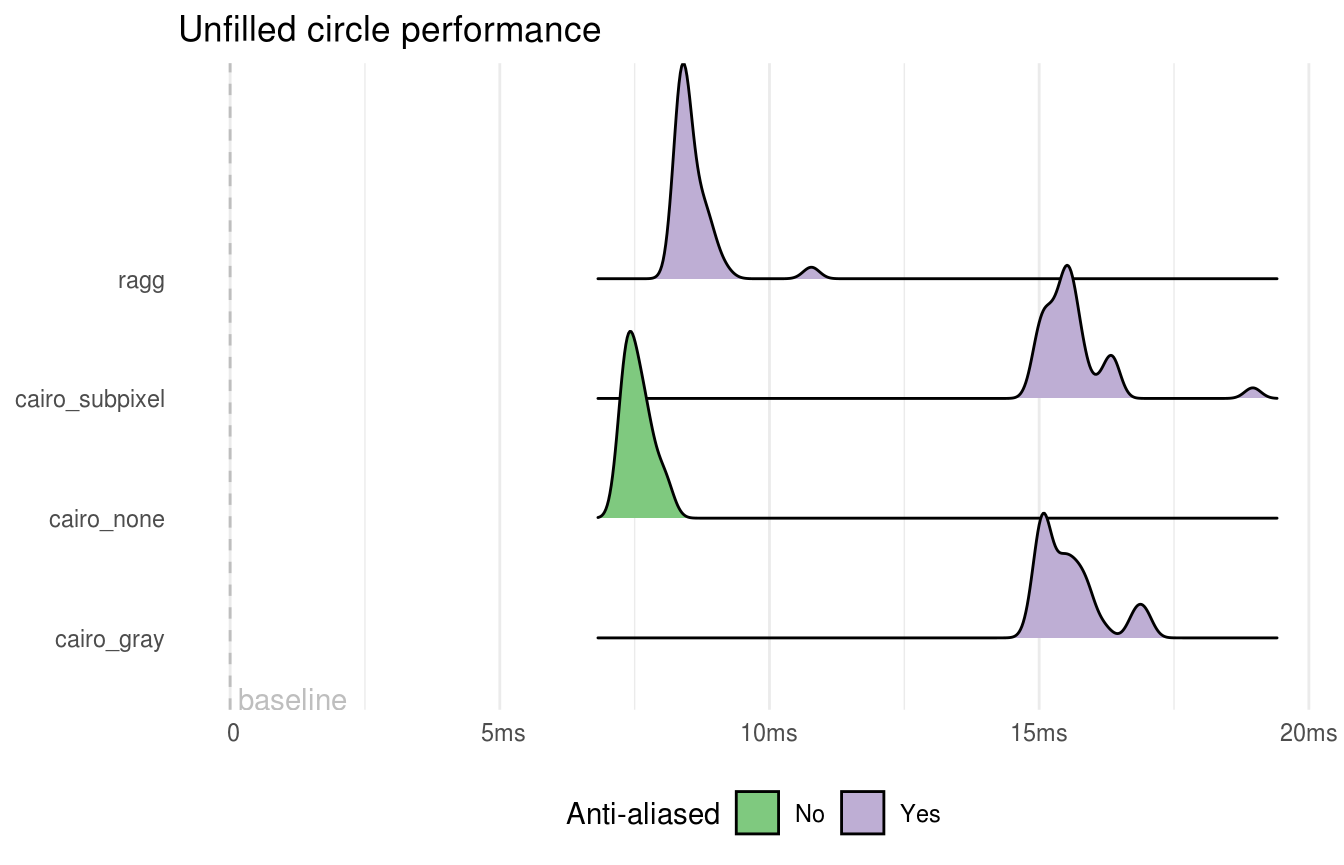 Unfilled circle performance
ragg
cairo_subpixel
cairo_none
cairo_gray
baseline
0 5ms 10ms 15ms 20ms
Anti-aliased No Yes